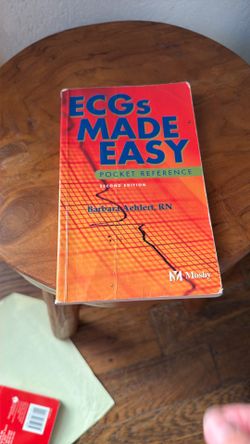 ECGs
MADE
EASY
POCKET REFERENCE
SECOND EDITION
Barbara Aehlert, RN
M Mosby